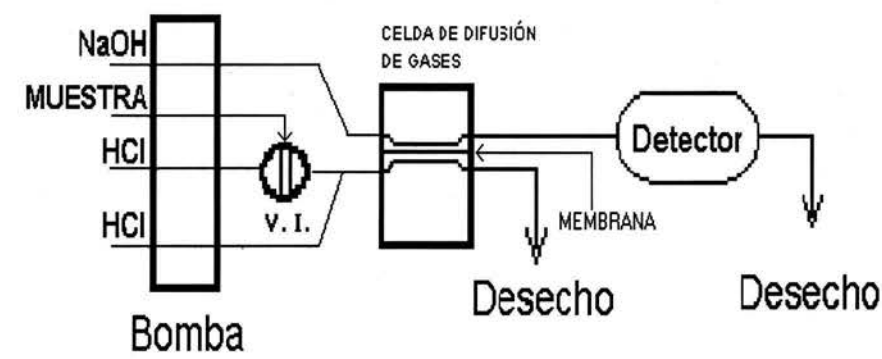 CELDA DE DIFUSIÓN
DE GASES
NaOH
MUESTRA
HCl
HCl
V. I.
Detector
MEMBRANA
Desecho
Desecho
Bomba